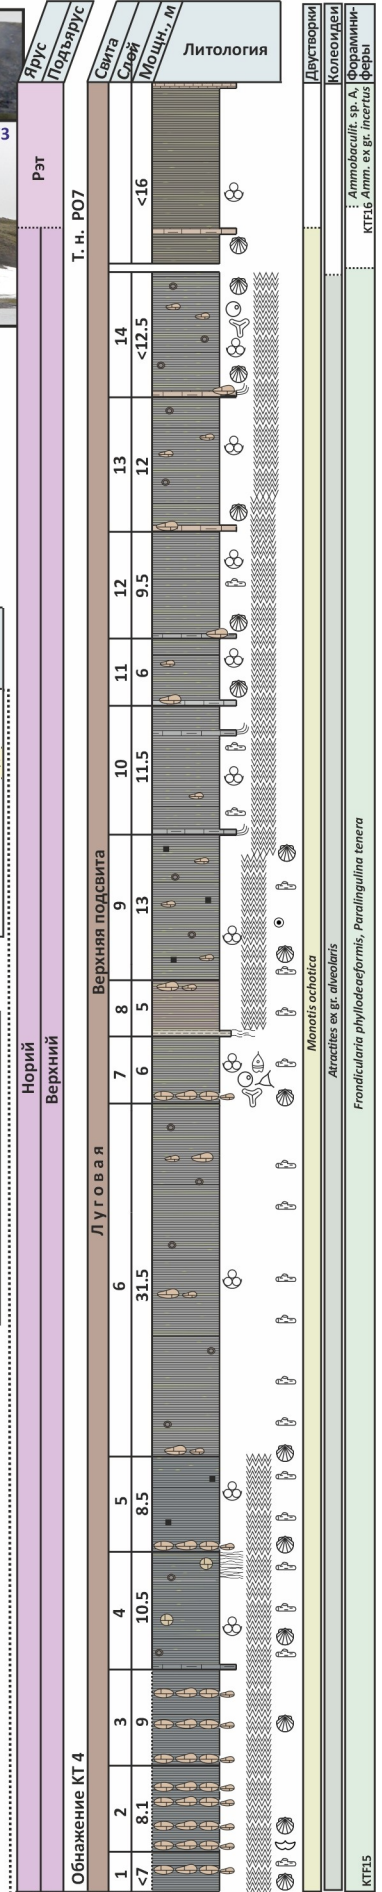 3
Ярус
Подъярус
Свита
Слой
Мощн., м
Литология
Двустворки
Колеоидеи
Форамини-
феры
Рэт
Норий
Верхний
Т. н. РО7
Обнажение КТ 4
Луговая
Верхняя подсвита
<16
14
<12.5
13
12
12
9.5
11
6
10
11.5
9
13
8
5
7
6
6
31.5
5
8.5
4
10.5
3
9
2
8.1
1
<7
Monotis ochotica
Atractites ex gr. alveolaris
Ammobaculit. sp. A,
Amm. ex gr. incertus
KTF16
Frondicularia phyllodeaeformis, Paralingulina tenera
KTF15